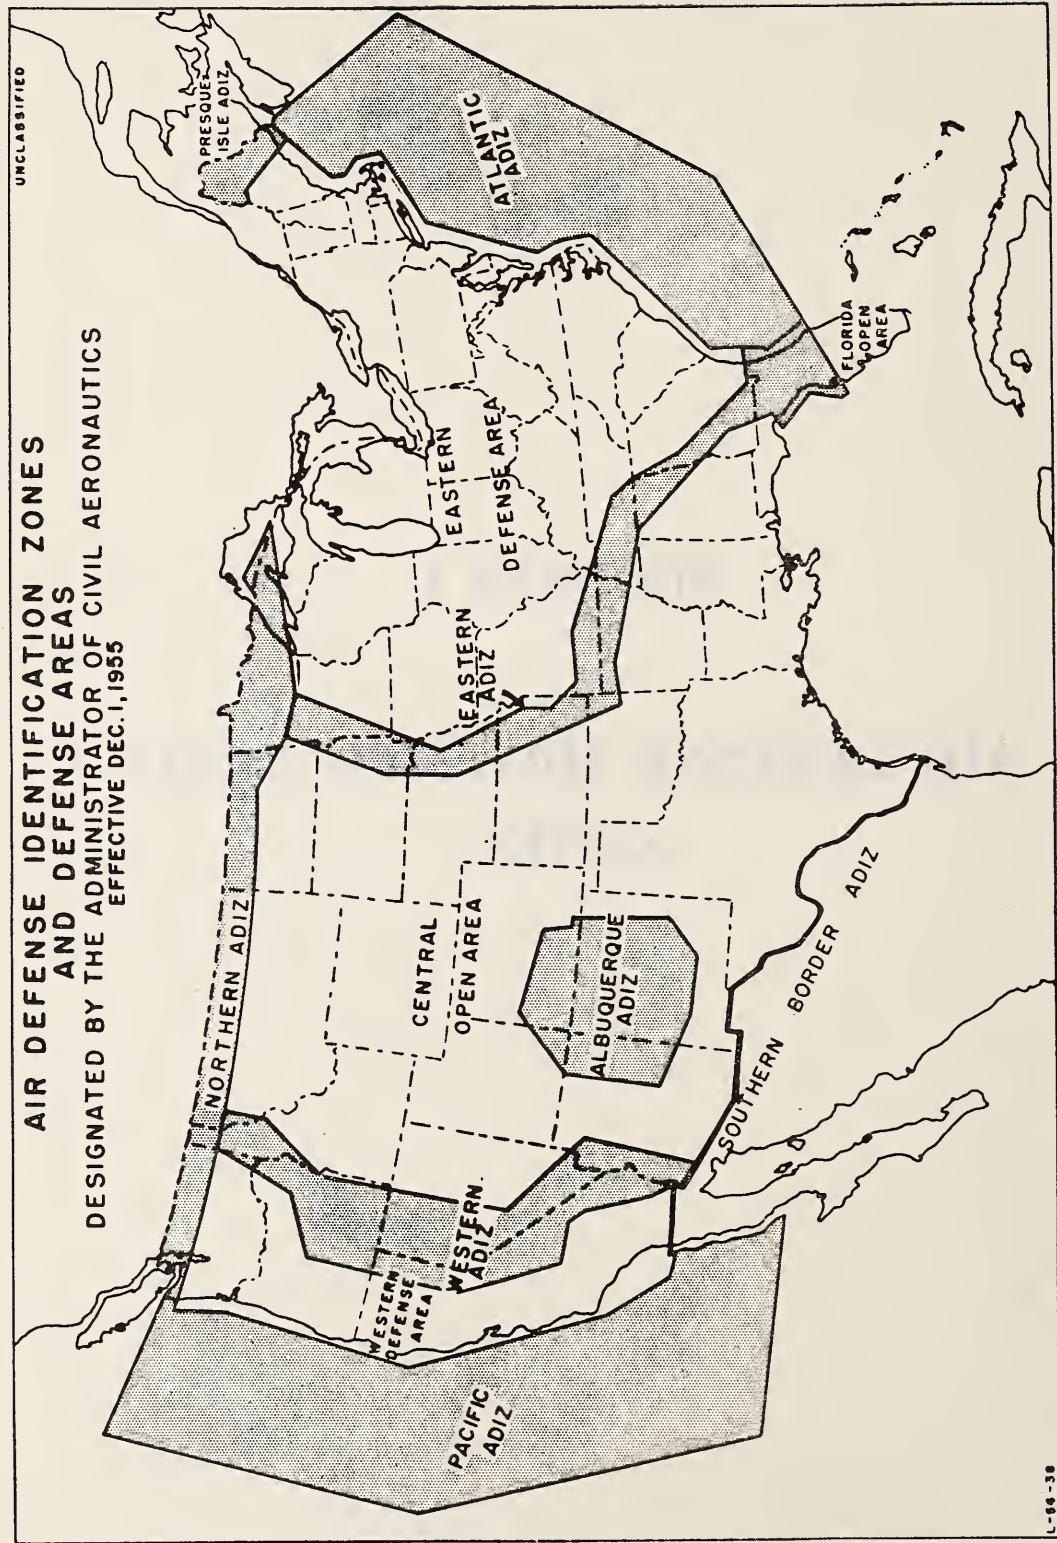 UNCLASSIFIED
AIR DEFENSE IDENTIFICATION ZONES
AND DEFENSE AREAS
DESIGNATED BY THE ADMINISTRATOR OF CIVIL AERONAUTICS
EFFECTIVE DEC. 1, 1955
PRESQUE
ISLE ADIZ
NORTHERN ADIZ
ATLANTIC
ADIZ
EASTERN
DEFENSE AREA
EASTERN
ADIZ
CENTRAL
OPEN AREA
ALBUQUERQUE
ADIZ
WESTERN
ADIZ
WESTERN
DEFENSE
AREA
PACIFIC
ADIZ
FLORIDA
OPEN
AREA
SOUTHERN BORDER ADIZ
L-54-38